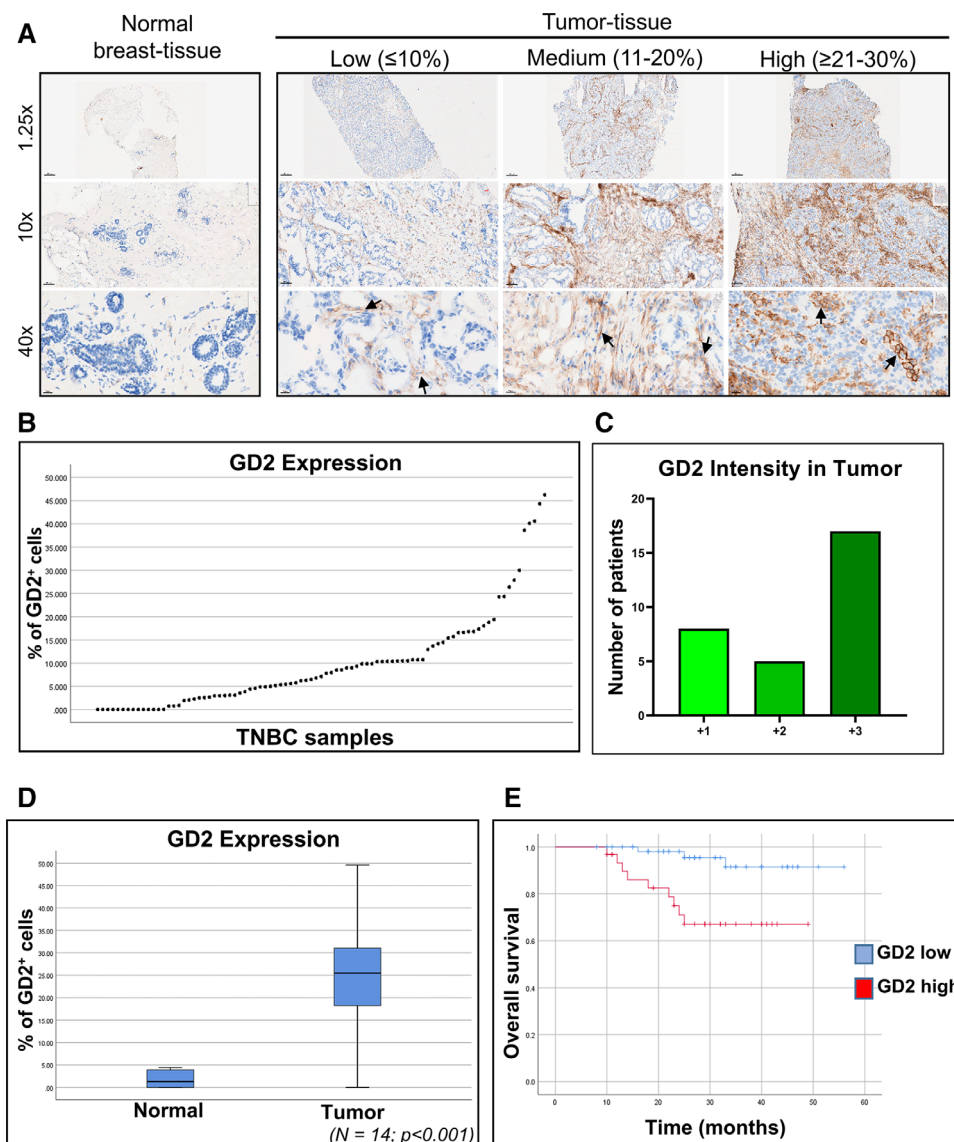 A
Normal
breast-tissue
Tumor-tissue
Low (≤10%)
Medium (11-20%)
High (≥21-30%)
1.25x
10x
40x
B
GD2 Expression
% of GD2⁺ cells
50.000
45.000
40.000
35.000
30.000
25.000
20.000
15.000
10.000
5.000
.000
TNBC samples
C
GD2 Intensity in Tumor
Number of patients
20
15
10
5
0
+1
+2
+3
D
GD2 Expression
% of GD2⁺ cells
50.00
45.00
40.00
35.00
30.00
25.00
20.00
15.00
10.00
5.00
.00
Normal
Tumor
(N = 14; p<0.001)
E
Overall survival
1.0
0.8
0.6
0.4
0.2
0.0
0
10
20
30
40
50
60
Time (months)
GD2 low
GD2 high